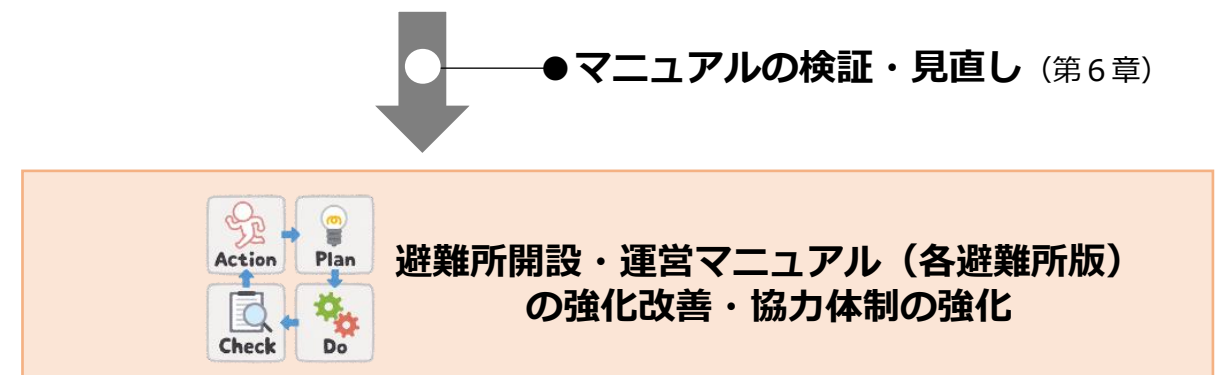 ●マニュアルの検証・見直し（第６章）
Action
Plan
避難所開設・運営マニュアル（各避難所版）
の強化改善・協力体制の強化
Check
Do